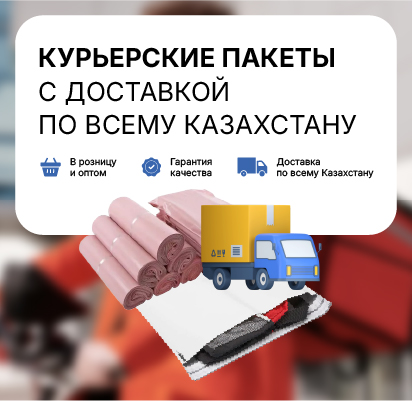 КУРЬЕРСКИЕ ПАКЕТЫ
С ДОСТАВКОЙ
ПО ВСЕМУ КАЗАХСТАНУ
В розницу
и оптом
Гарантия
качества
Доставка
по всему Казахстану